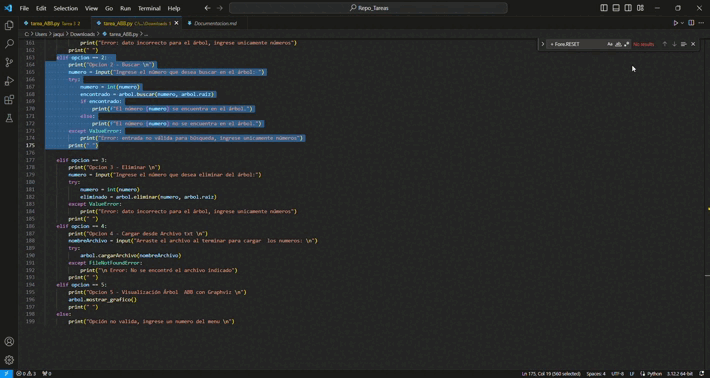 File Edit Selection View Go Run Terminal Help
Repo_Tareas
tarea_ABB.py Tarea 3 2
tarea_ABB.py C:\...\Downloads 3
Documentacion.md
C: > Users > jaqui > Downloads > tarea_ABB.py > ...
+ Fore.RESET
Aa ab
No results
161 print("Error: dato incorrecto para el árbol, ingrese unicamente números")
162 print(" ")
163 elif opcion == 2:
164 print("Opcion 2 - Buscar \n")
165 numero = input("Ingrese el número que desea buscar en el árbol: ")
166 try:
167 numero = int(numero)
168 encontrado = arbol.buscar(numero, arbol.raiz)
169 if encontrado:
170 print(f"El número {numero} se encuentra en el árbol.")
171 else:
172 print(f"El número {numero} no se encuentra en el árbol.")
173 except ValueError:
174 print("Error: entrada no válida para búsqueda, ingrese unicamente números")
175 print(" ")
176
177 elif opcion == 3:
178 print("Opcion 3 - Eliminar \n")
179 numero = input("Ingrese el número que desea eliminar del árbol:")
180 try:
181 numero = int(numero)
182 eliminado = arbol.eliminar(numero, arbol.raiz)
183 except ValueError:
184 print("Error: dato incorrecto para el árbol, ingrese unicamente números")
185 print(" ")
186 elif opcion == 4:
187 print("Opcion 4 - Cargar desde Archivo txt \n")
188 nombreArchivo = input("Arraste el archivo al terminar para cargar los numeros: \n")
189 try:
190 arbol.carganArchivo(nombreArchivo)
191 except FileNotFoundError:
192 print("\n Error: No se encontró el archivo indicado")
193 print(" ")
194 elif opcion == 5:
195 print("Opcion 5 - Visualización Árbol ABB con Graphviz \n")
196 arbol.mostrar_grafico()
197 print(" ")
198 else:
199 print("Opción no valida, ingrese un numero del menu \n")
0 3 0
Ln 175, Col 19 (560 selected) Spaces: 4 UTF-8 LF Python 3.12.2 64-bit